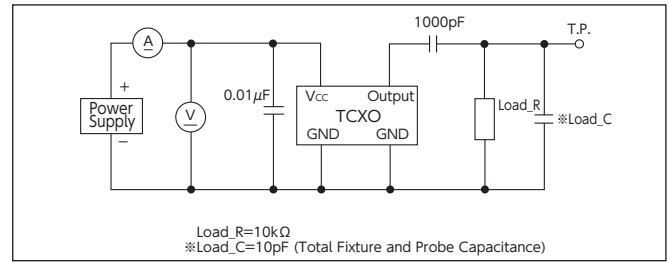 1000pF
T.P.
A
+
0.01μF
Vcc
Output
Power
Supply
V
TCXO
Load_R
※Load_C
GND
GND
−
Load_R=10kΩ
※Load_C=10pF (Total Fixture and Probe Capacitance)